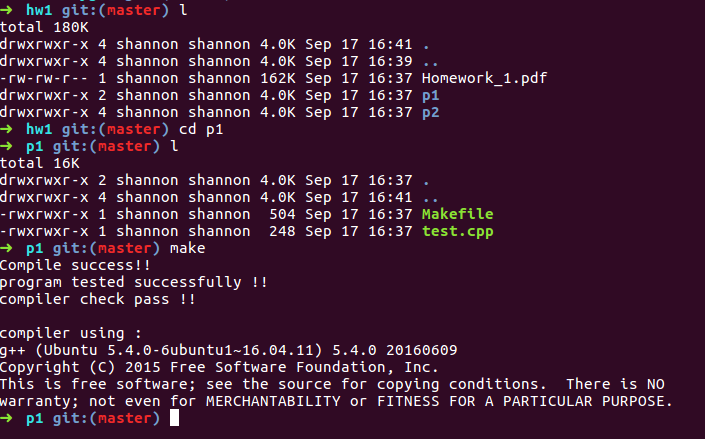 ➜  hw1 git:(master) l
total 180K
drwxrwxr-x 4 shannon shannon 4.0K Sep 17 16:41 .
drwxrwxr-x 4 shannon shannon 4.0K Sep 17 16:39 ..
-rw-rw-r-- 1 shannon shannon 162K Sep 17 16:37 Homework_1.pdf
drwxrwxr-x 2 shannon shannon 4.0K Sep 17 16:37 p1
drwxrwxr-x 4 shannon shannon 4.0K Sep 17 16:37 p2
➜  hw1 git:(master) cd p1
➜  p1 git:(master) l
total 16K
drwxrwxr-x 2 shannon shannon 4.0K Sep 17 16:37 .
drwxrwxr-x 4 shannon shannon 4.0K Sep 17 16:41 ..
-rwxrwxr-x 1 shannon shannon  504 Sep 17 16:37 Makefile
-rwxrwxr-x 1 shannon shannon  248 Sep 17 16:37 test.cpp
➜  p1 git:(master) make
Compile success!!
program tested successfully !!
compiler check pass !!
compiler using :
g++ (Ubuntu 5.4.0-6ubuntu1~16.04.11) 5.4.0 20160609
Copyright (C) 2015 Free Software Foundation, Inc.
This is free software; see the source for copying conditions.  There is NO
warranty; not even for MERCHANTABILITY or FITNESS FOR A PARTICULAR PURPOSE.
➜  p1 git:(master)